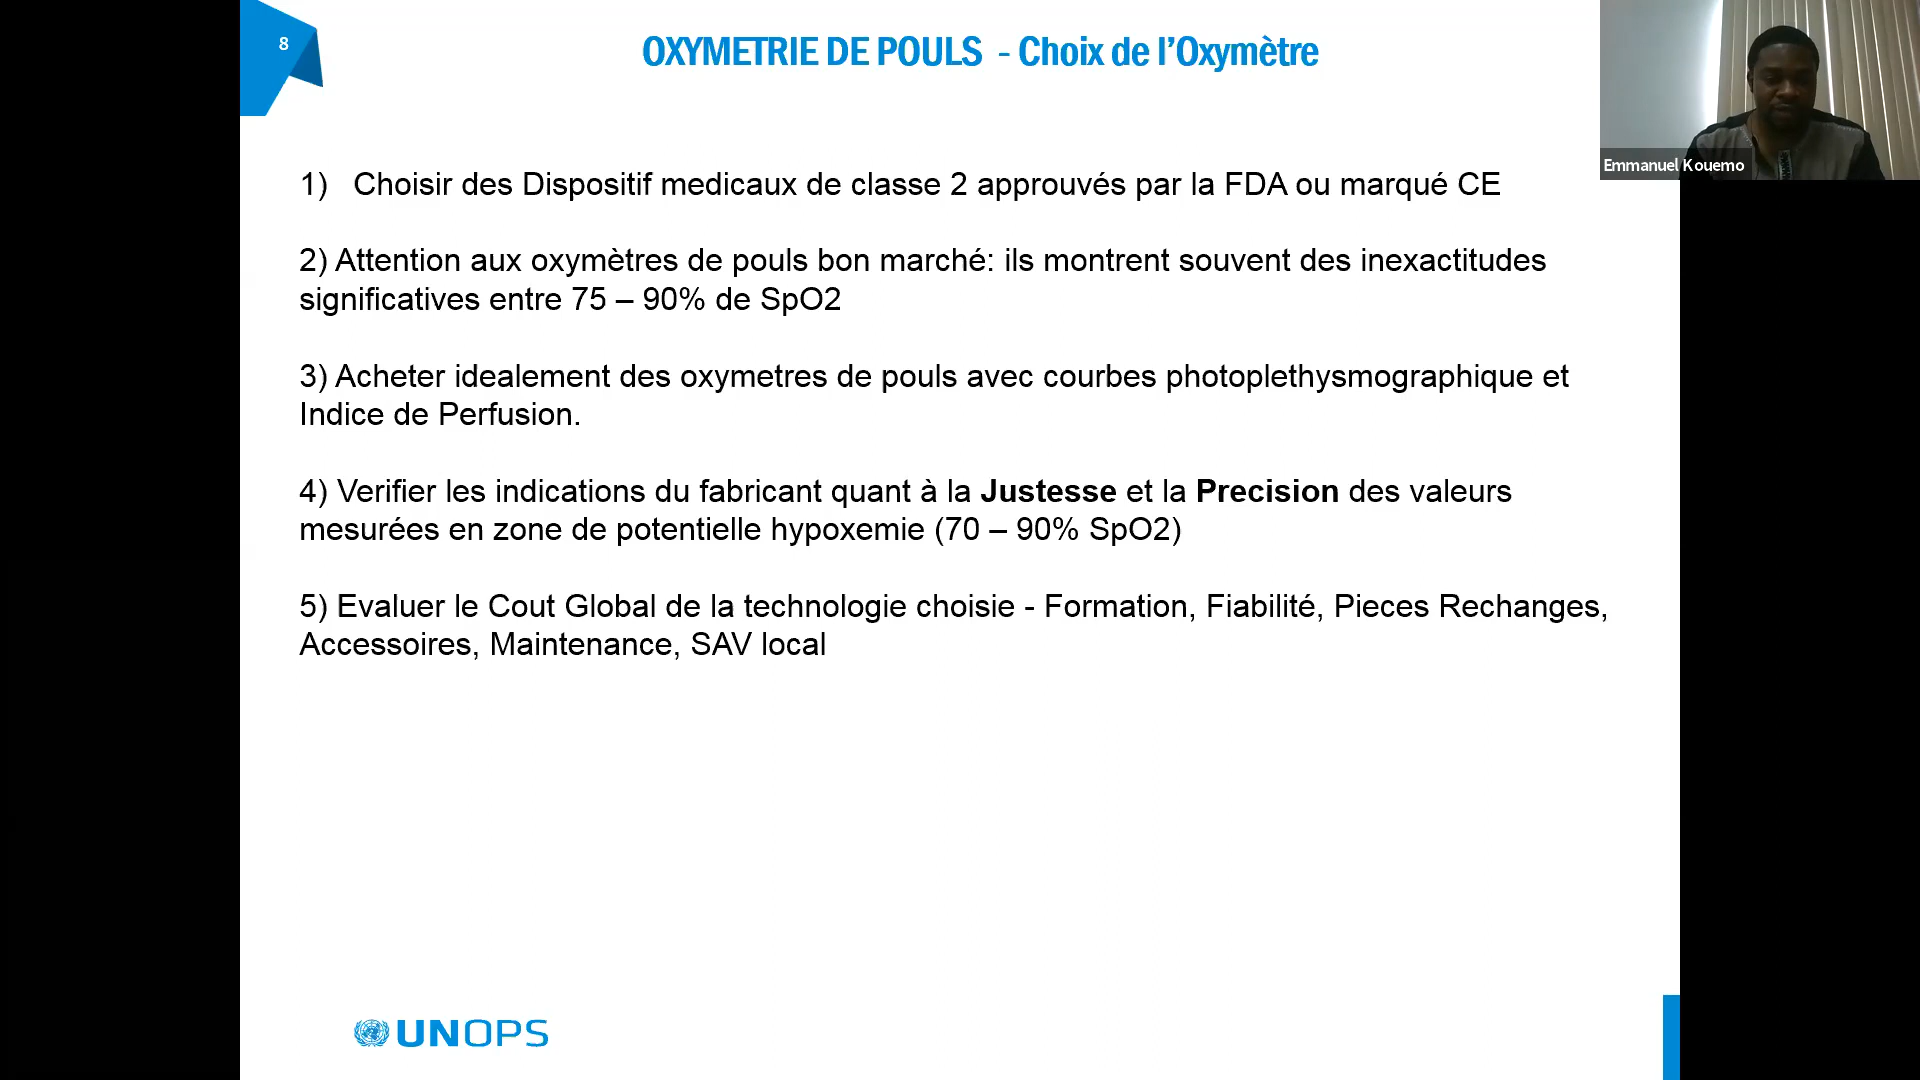 8
OXYMETRIE DE POULS - Choix de l’Oxymètre
Emmanuel Kouemo
1) Choisir des Dispositif medicaux de classe 2 approuvés par la FDA ou marqué CE
2) Attention aux oxymètres de pouls bon marché: ils montrent souvent des inexactitudes
significatives entre 75 – 90% de SpO2
3) Acheter idealement des oxymetres de pouls avec courbes photoplethysmographique et
Indice de Perfusion.
4) Verifier les indications du fabricant quant à la Justesse et la Precision des valeurs
mesurées en zone de potentielle hypoxemie (70 – 90% SpO2)
5) Evaluer le Cout Global de la technologie choisie - Formation, Fiabilité, Pieces Rechanges,
Accessoires, Maintenance, SAV local
UNOPS